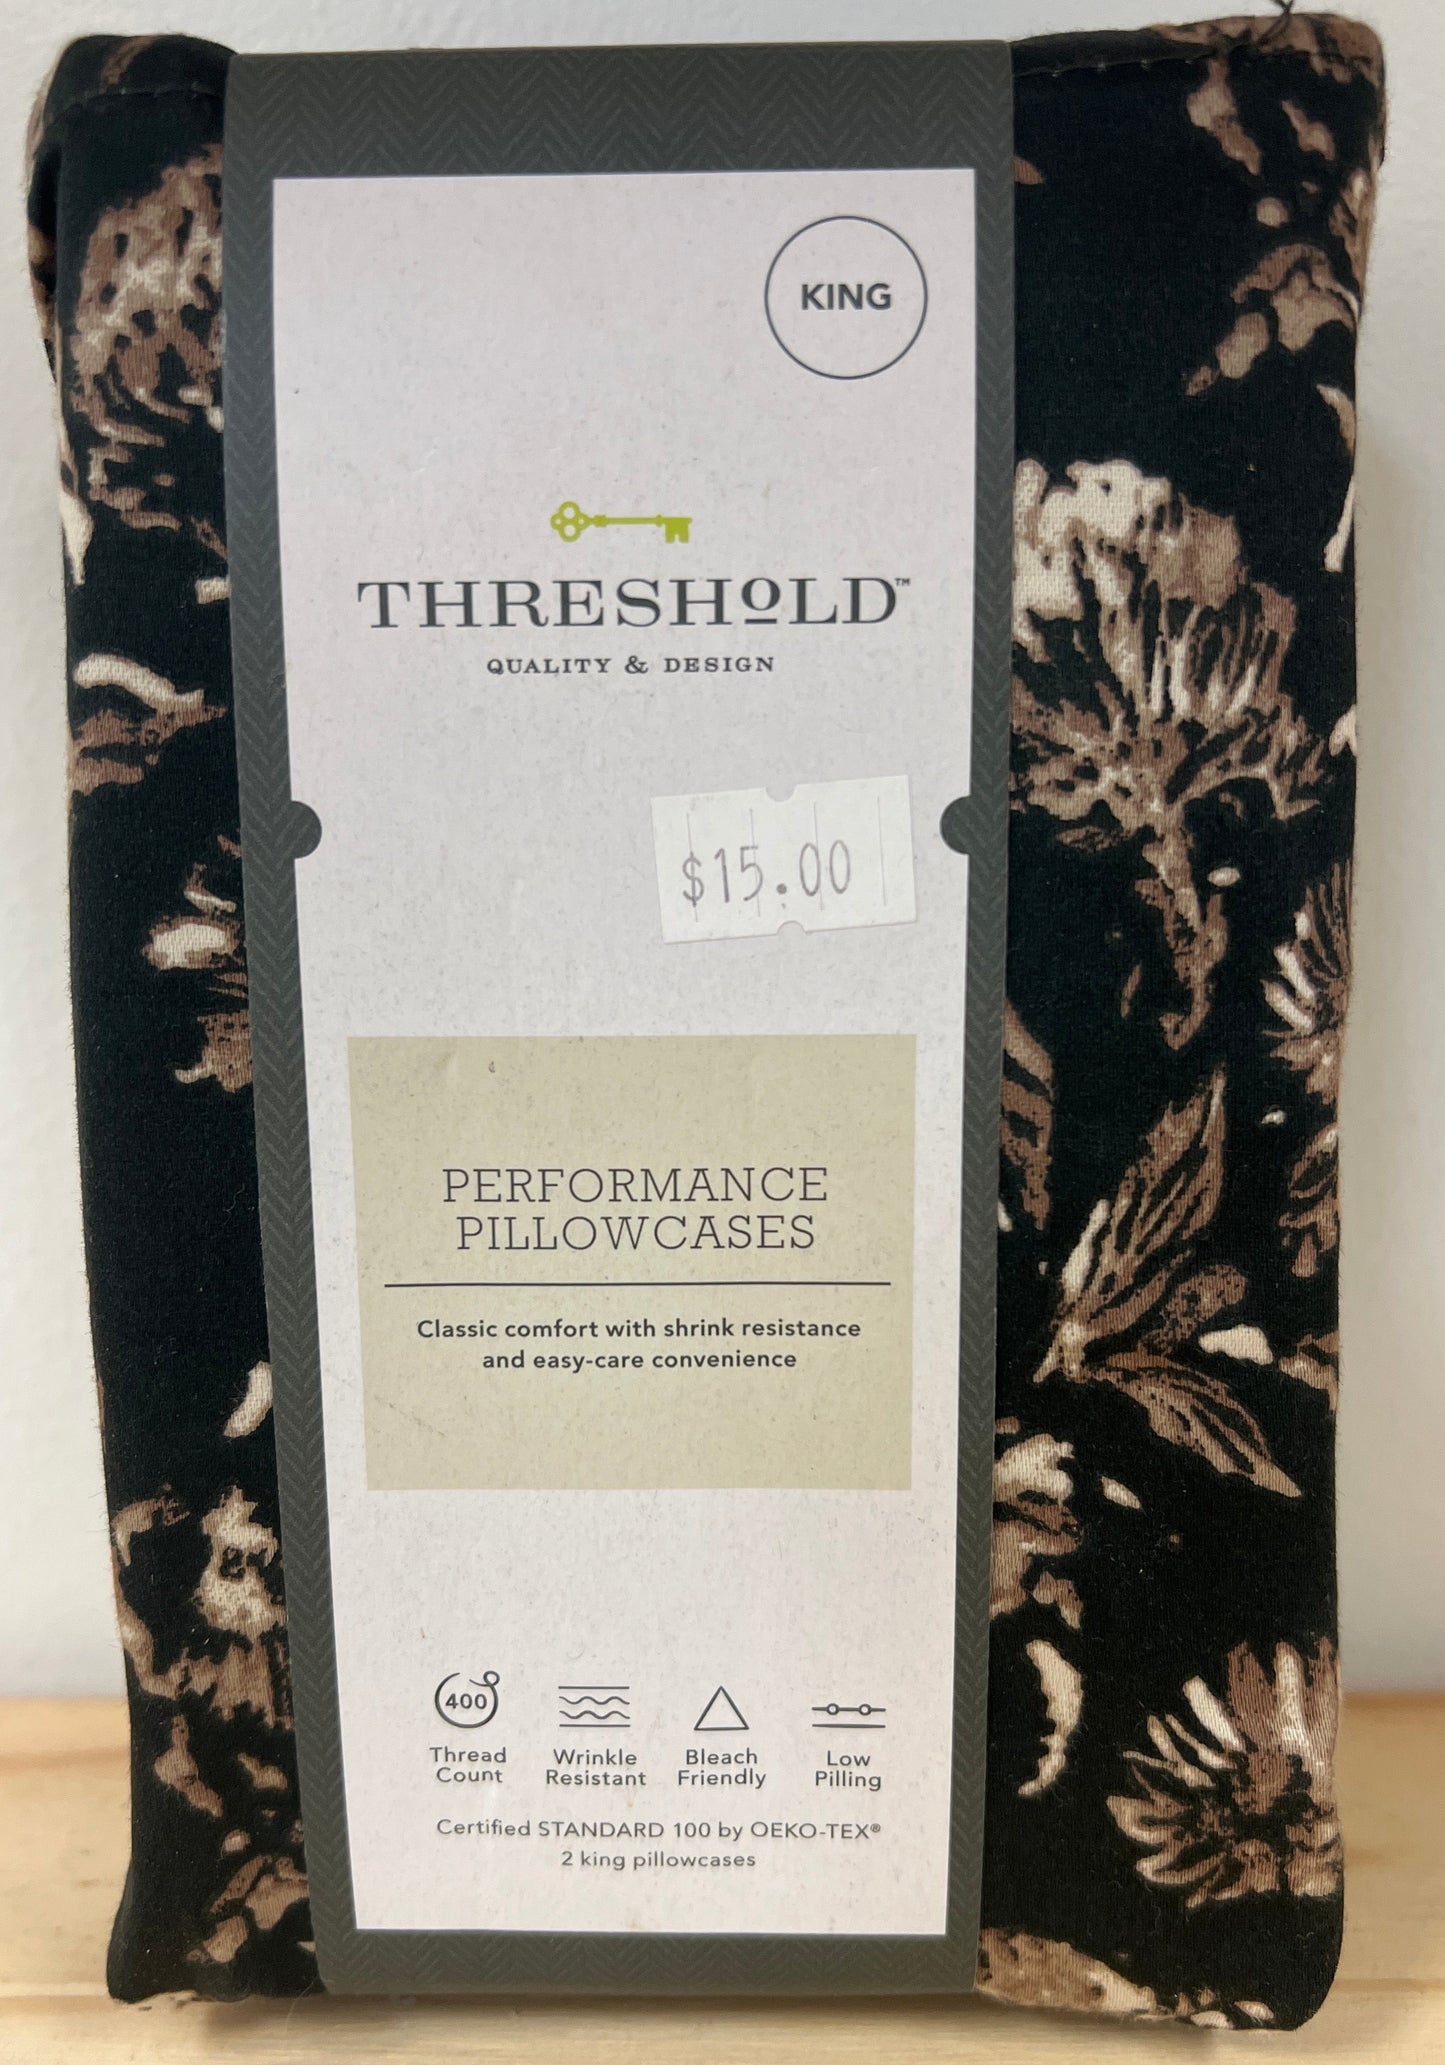 KING
THRESHOLD™
QUALITY & DESIGN
$15.00
PERFORMANCE
PILLOWCASES
Classic comfort with shrink resistance
and easy-care convenience
400
Thread
Count
Wrinkle
Resistant
Bleach
Friendly
Low
Pilling
Certified STANDARD 100 by OEKO-TEX®
2 king pillowcases